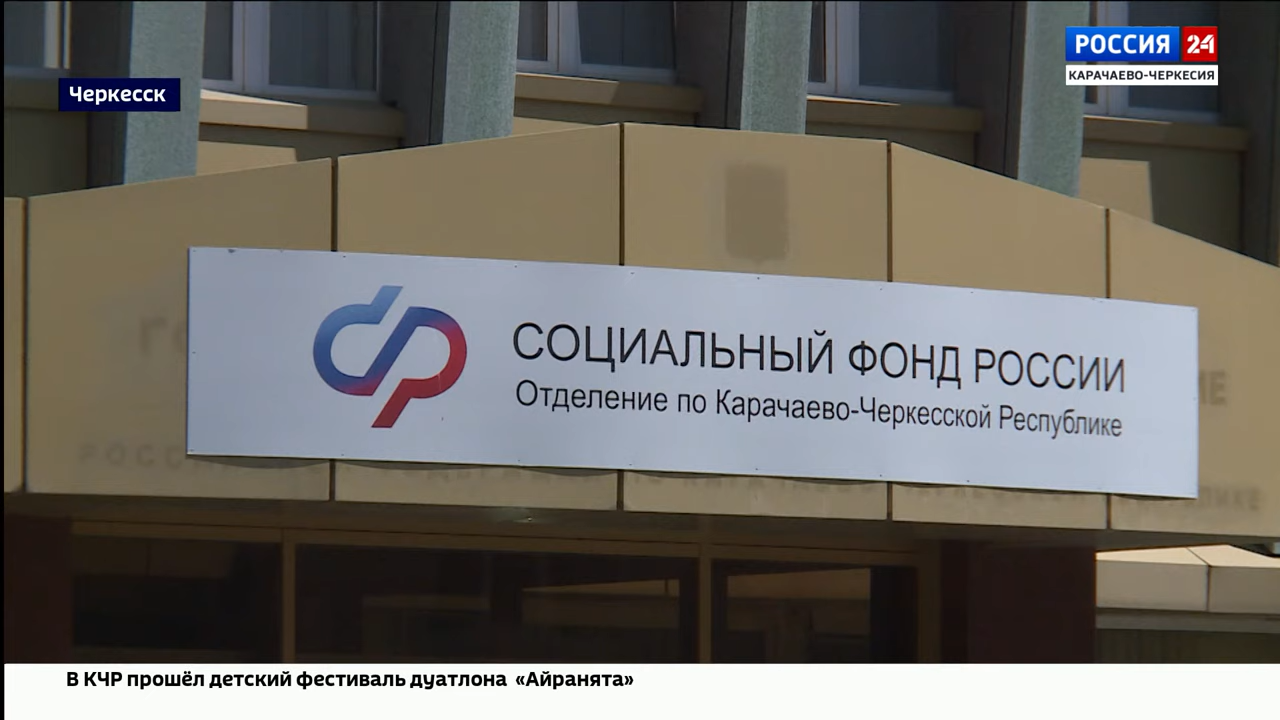 РОССИЯ 24
КАРАЧАЕВО-ЧЕРКЕСИЯ
Черкесск
СОЦИАЛЬНЫЙ ФОНД РОССИИ
Отделение по Карачаево-Черкесской Республике
В КЧР прошёл детский фестиваль дуатлона «Айранята»